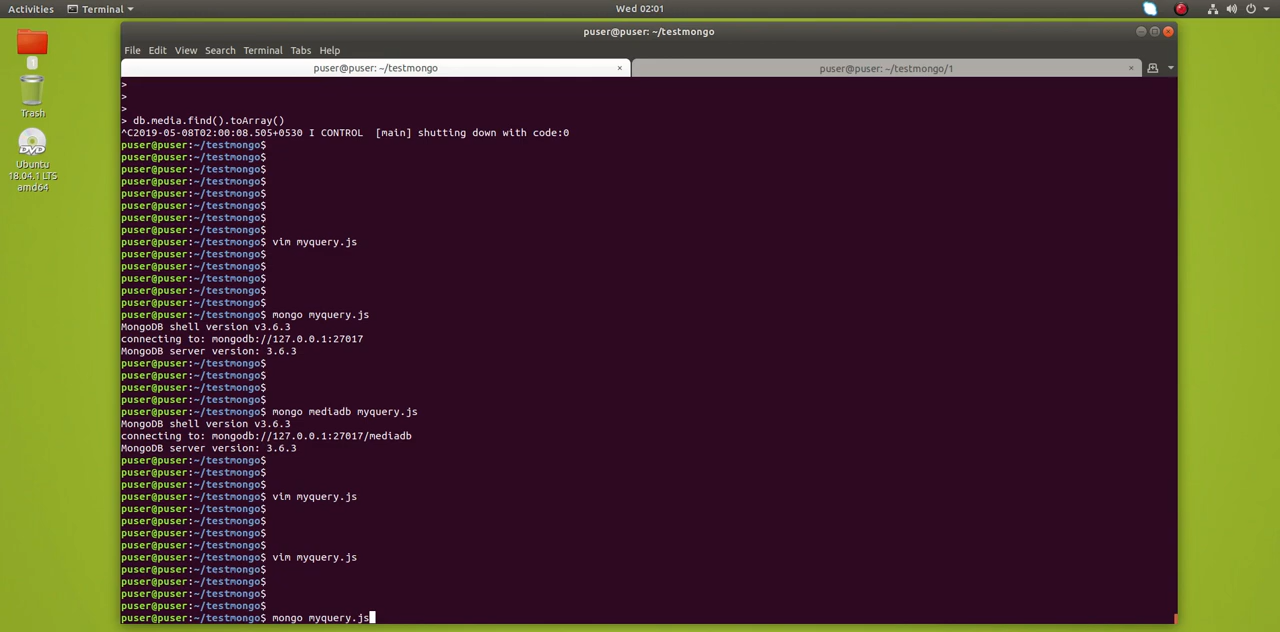 Activities Terminal Wed 02:01
puser@puser: ~/testmongo
File Edit View Search Terminal Tabs Help
puser@puser: ~/testmongo × puser@puser: ~/testmongo/1 ×
1
Trash
Ubuntu
18.04.1 LTS
amd64
>
>
>
> db.media.find().toArray()
^C2019-05-08T02:00:08.505+0530 I CONTROL  [main] shutting down with code:0
puser@puser:~/testmongo$
puser@puser:~/testmongo$
puser@puser:~/testmongo$
puser@puser:~/testmongo$
puser@puser:~/testmongo$
puser@puser:~/testmongo$
puser@puser:~/testmongo$
puser@puser:~/testmongo$
puser@puser:~/testmongo$ vim myquery.js
puser@puser:~/testmongo$
puser@puser:~/testmongo$
puser@puser:~/testmongo$
puser@puser:~/testmongo$
puser@puser:~/testmongo$
puser@puser:~/testmongo$ mongo myquery.js
MongoDB shell version v3.6.3
connecting to: mongodb://127.0.0.1:27017
MongoDB server version: 3.6.3
puser@puser:~/testmongo$
puser@puser:~/testmongo$
puser@puser:~/testmongo$
puser@puser:~/testmongo$
puser@puser:~/testmongo$ mongo mediadb myquery.js
MongoDB shell version v3.6.3
connecting to: mongodb://127.0.0.1:27017/mediadb
MongoDB server version: 3.6.3
puser@puser:~/testmongo$
puser@puser:~/testmongo$
puser@puser:~/testmongo$
puser@puser:~/testmongo$ vim myquery.js
puser@puser:~/testmongo$
puser@puser:~/testmongo$
puser@puser:~/testmongo$
puser@puser:~/testmongo$
puser@puser:~/testmongo$ vim myquery.js
puser@puser:~/testmongo$
puser@puser:~/testmongo$
puser@puser:~/testmongo$
puser@puser:~/testmongo$
puser@puser:~/testmongo$ mongo myquery.js